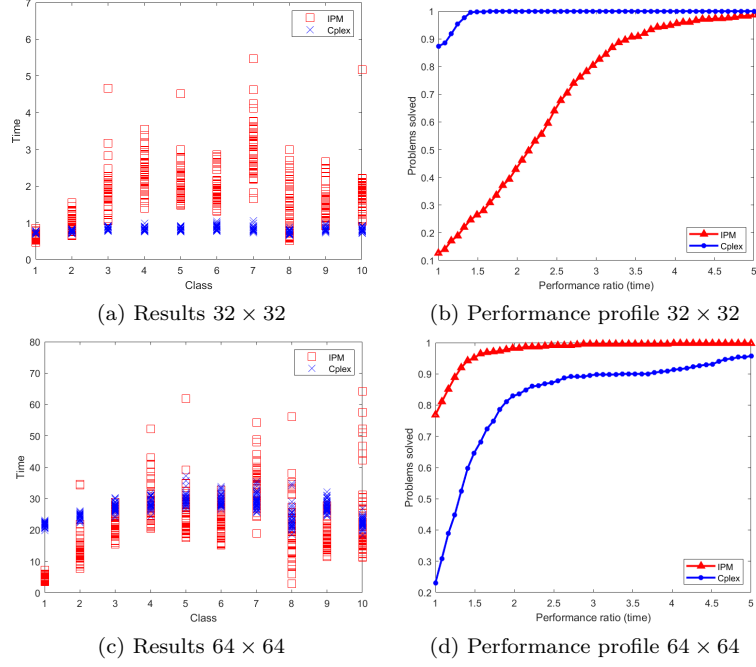 7
6
5
4
3
2
1
0
Time
1 2 3 4 5 6 7 8 9 10
Class
IPM
Cplex
(a) Results 32 × 32
1
0.9
0.8
0.7
0.6
0.5
0.4
0.3
0.2
0.1
Problems solved
1 1.5 2 2.5 3 3.5 4 4.5 5
Performance ratio (time)
IPM
Cplex
(b) Performance profile 32 × 32
80
70
60
50
40
30
20
10
0
Time
1 2 3 4 5 6 7 8 9 10
Class
IPM
Cplex
(c) Results 64 × 64
1
0.9
0.8
0.7
0.6
0.5
0.4
0.3
0.2
Problems solved
1 1.5 2 2.5 3 3.5 4 4.5 5
Performance ratio (time)
IPM
Cplex
(d) Performance profile 64 × 64